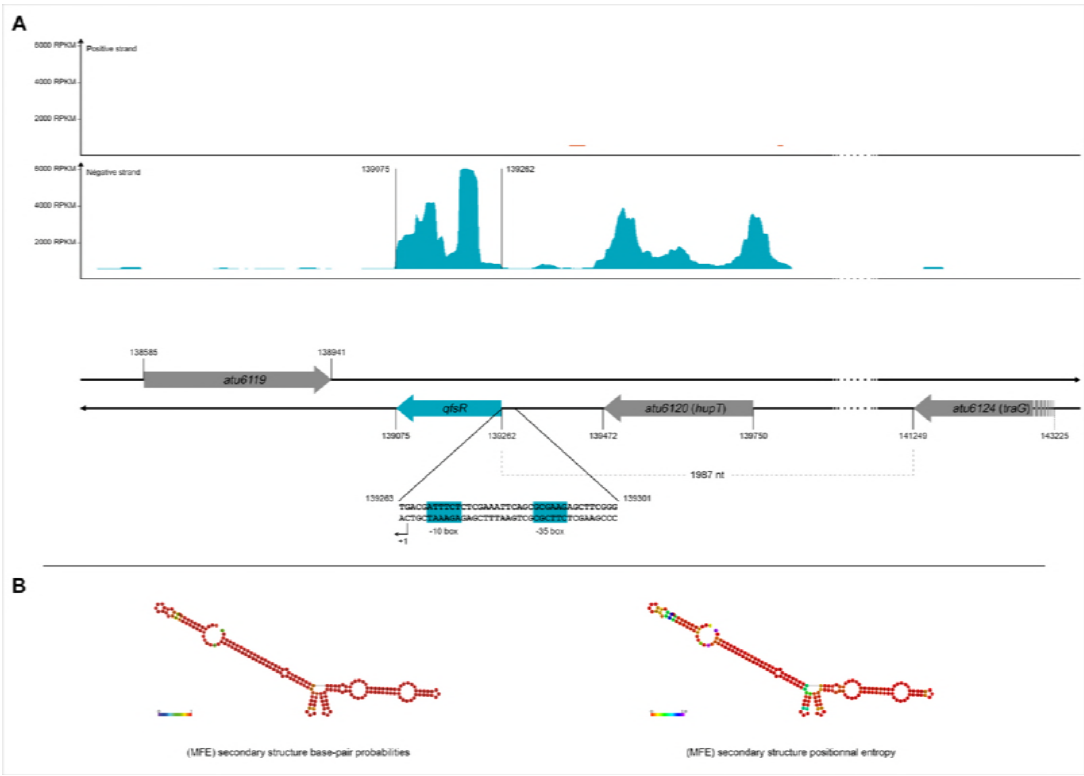 A
6000 RPKM
Positive strand
4000 RPKM
2000 RPKM
6000 RPKM
Négative strand
139075
139262
4000 RPKM
2000 RPKM
138585
138941
atu6119
qfsR
atu6120 (hupT)
atu6124 (traG)
139075
139262
139472
139750
141249
143225
1987 nt
139263
139301
TGACGATTTCTCTCGAAATTCAGCGCGAAGAGCTTCGGG
ACTGCTAAAGAGAGCTTTAAGTCGCGCTTCTCGAAGCCC
+1
-10 box
-35 box
B
(MFE) secondary structure base-pair probabilities
(MFE) secondary structure positionnal entropy